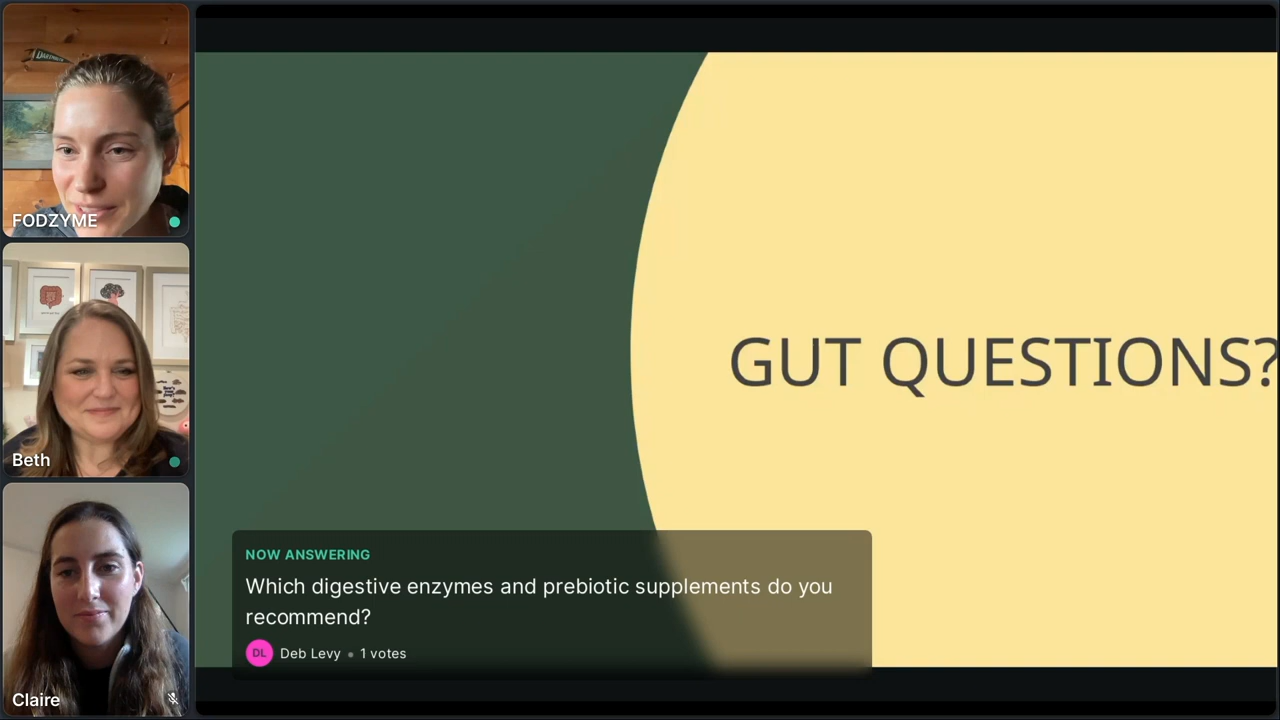 DARTMOUTH
FODZYME
Beth
Claire
GUT QUESTIONS?
NOW ANSWERING
Which digestive enzymes and prebiotic supplements do you
recommend?
DL
Deb Levy • 1 votes